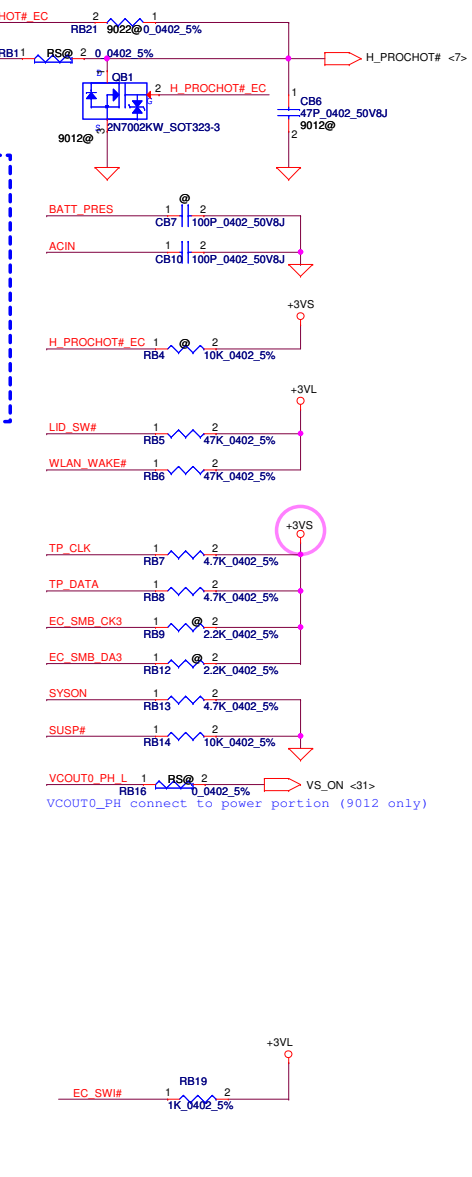 HOT#_EC 2 1
RB21 9022@ 0_0402_5%
RB1 1 RS@ 2 0_0402_5%
H_PROCHOT# <7>
QB1
2 H_PROCHOT#_EC
1
CB6
47P_0402_50V8J
9012@
2
2N7002KW_SOT323-3
9012@ 3
BATT_PRES 1 @ 2
CB7 100P_0402_50V8J
ACIN 1 2
CB10 100P_0402_50V8J
+3VS
H_PROCHOT#_EC 1 @ 2
RB4 10K_0402_5%
+3VL
LID_SW# 1 2
RB5 47K_0402_5%
WLAN_WAKE# 1 2
RB6 47K_0402_5%
+3VS
TP_CLK 1 2
RB7 4.7K_0402_5%
TP_DATA 1 2
RB8 4.7K_0402_5%
EC_SMB_CK3 1 @ 2
RB9 2.2K_0402_5%
EC_SMB_DA3 1 @ 2
RB12 2.2K_0402_5%
SYSON 1 2
RB13 4.7K_0402_5%
SUSP# 1 2
RB14 10K_0402_5%
VCOUT0_PH_L 1 RS@ 2 VS_ON <31>
RB16 0_0402_5%
VCOUT0_PH connect to power portion (9012 only)
+3VL
RB19
EC_SWI# 1 2
1K_0402_5%